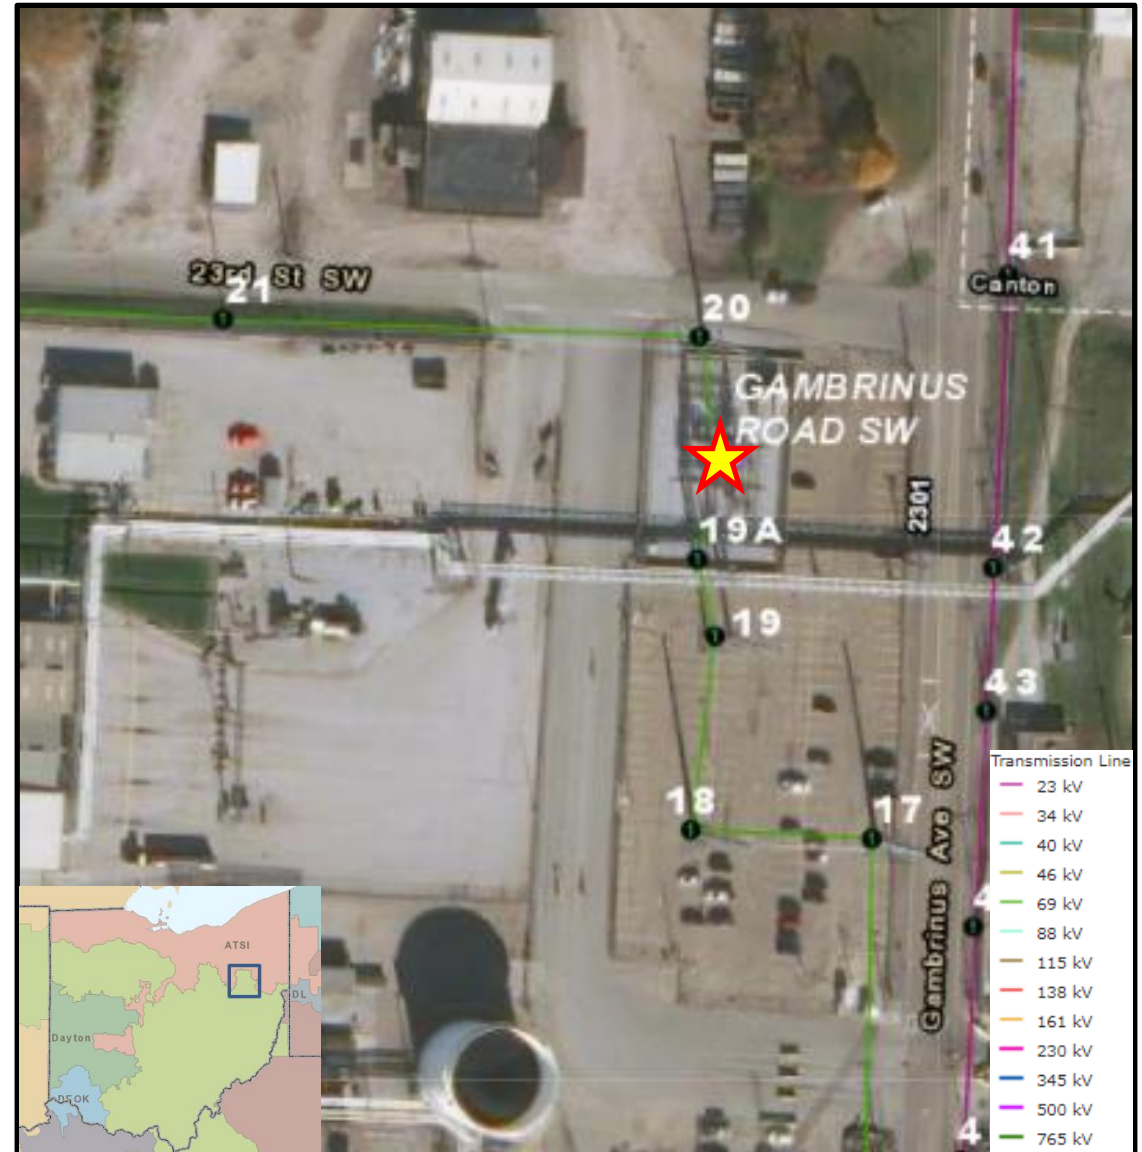 41
23rd St SW
Canton
21
20
GAMBRINUS
ROAD SW
2301
19A
42
19
43
18
17
Gambrinus Ave SW
4
4
Transmission Line
23 kV
34 kV
40 kV
46 kV
69 kV
88 kV
115 kV
138 kV
161 kV
230 kV
345 kV
500 kV
765 kV
ATSI
DL
Dayton
DEOK